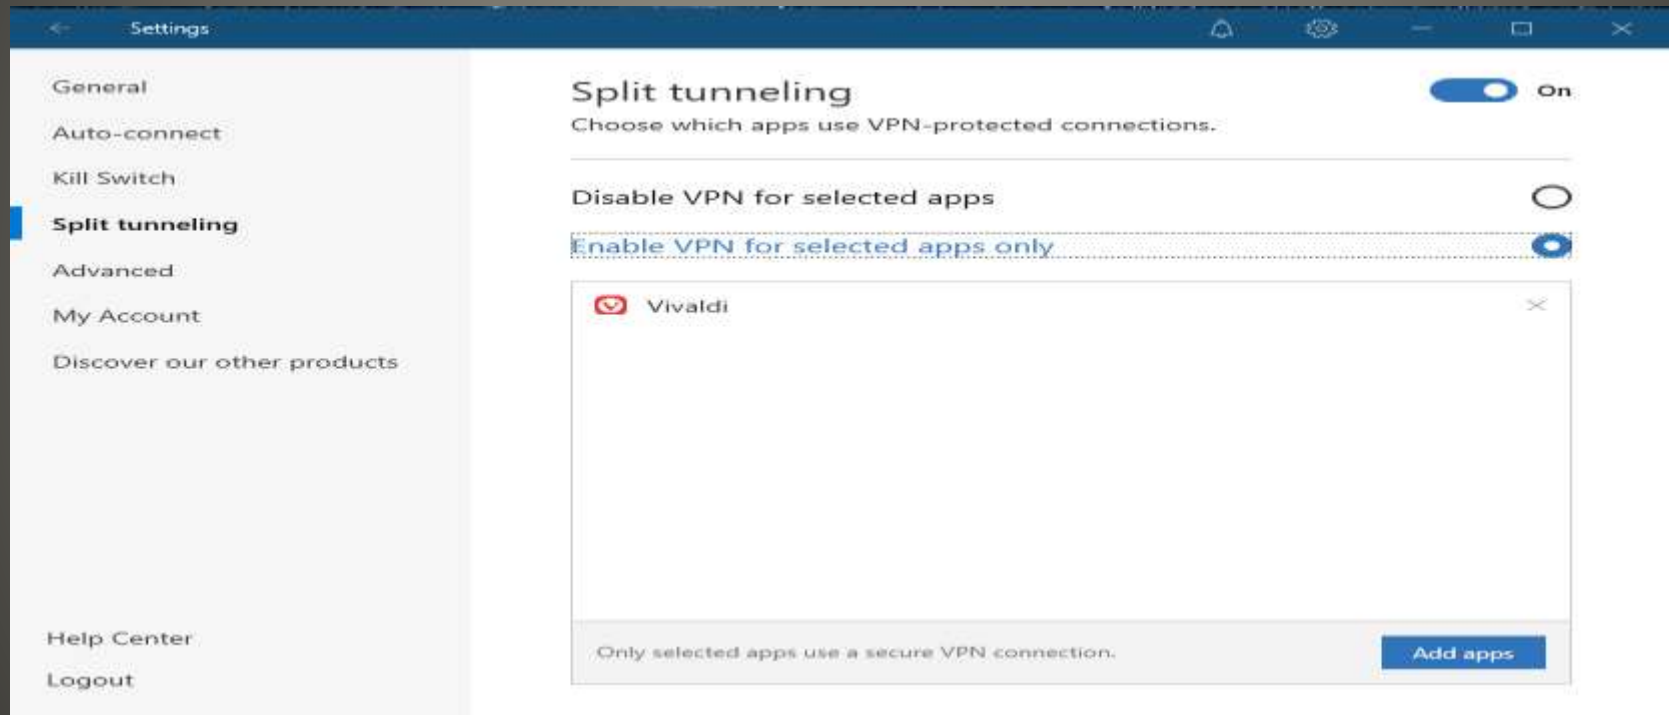 Settings
General
Auto-connect
Kill Switch
Split tunneling
Advanced
My Account
Discover our other products
Help Center
Logout
Split tunneling
On
Choose which apps use VPN-protected connections.
Disable VPN for selected apps
Enable VPN for selected apps only
Vivaldi
Only selected apps use a secure VPN connection.
Add apps